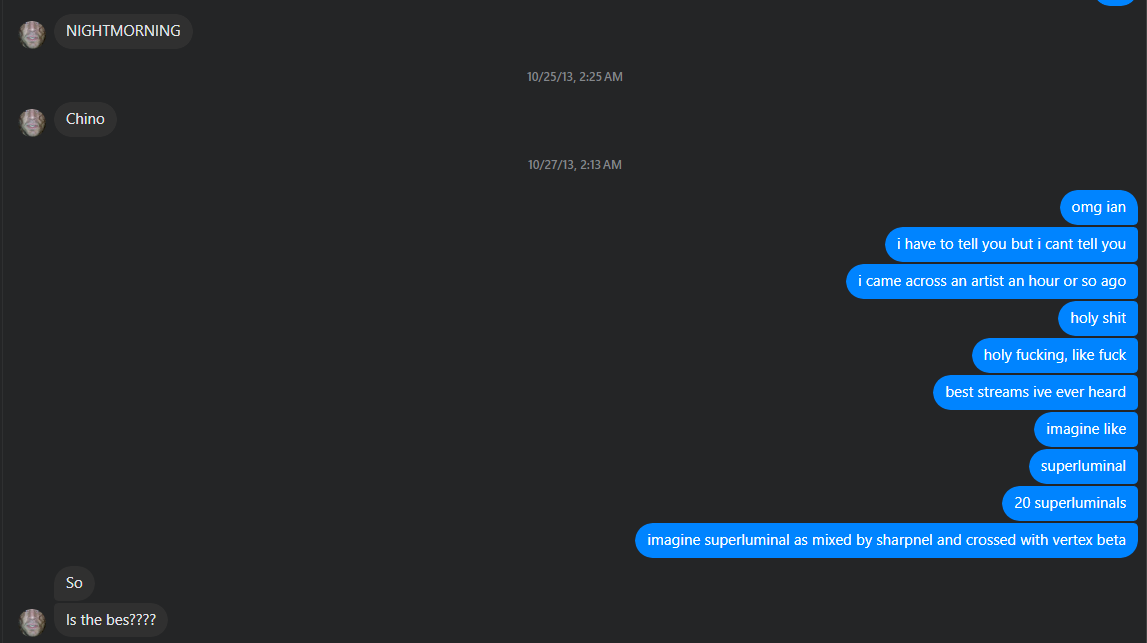 NIGHTMORNING
10/25/13, 2:25 AM
Chino
10/27/13, 2:13 AM
omg ian
i have to tell you but i cant tell you
i came across an artist an hour or so ago
holy shit
holy fucking, like fuck
best streams ive ever heard
imagine like
superluminal
20 superluminals
imagine superluminal as mixed by sharpnel and crossed with vertex beta
So
Is the bes????